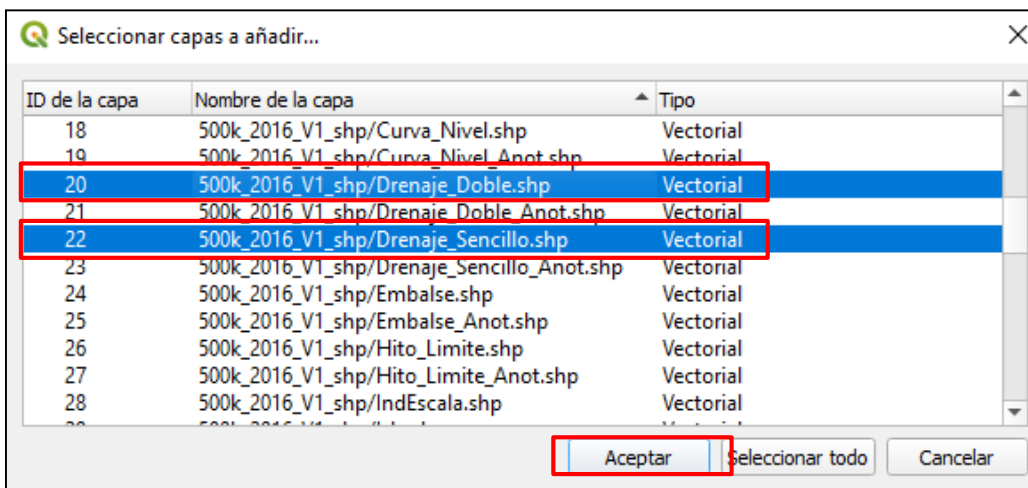 Seleccionar capas a añadir...
ID de la capa Nombre de la capa Tipo
18 500k_2016_V1_shp/Curva_Nivel.shp Vectorial
19 500k_2016_V1_shp/Curva_Nivel_Anot.shp Vectorial
20 500k_2016_V1_shp/Drenaje_Doble.shp Vectorial
21 500k_2016_V1_shp/Drenaje_Doble_Anot.shp Vectorial
22 500k_2016_V1_shp/Drenaje_Sencillo.shp Vectorial
23 500k_2016_V1_shp/Drenaje_Sencillo_Anot.shp Vectorial
24 500k_2016_V1_shp/Embalse.shp Vectorial
25 500k_2016_V1_shp/Embalse_Anot.shp Vectorial
26 500k_2016_V1_shp/Hito_Limite.shp Vectorial
27 500k_2016_V1_shp/Hito_Limite_Anot.shp Vectorial
28 500k_2016_V1_shp/IndEscala.shp Vectorial
Aceptar Seleccionar todo Cancelar